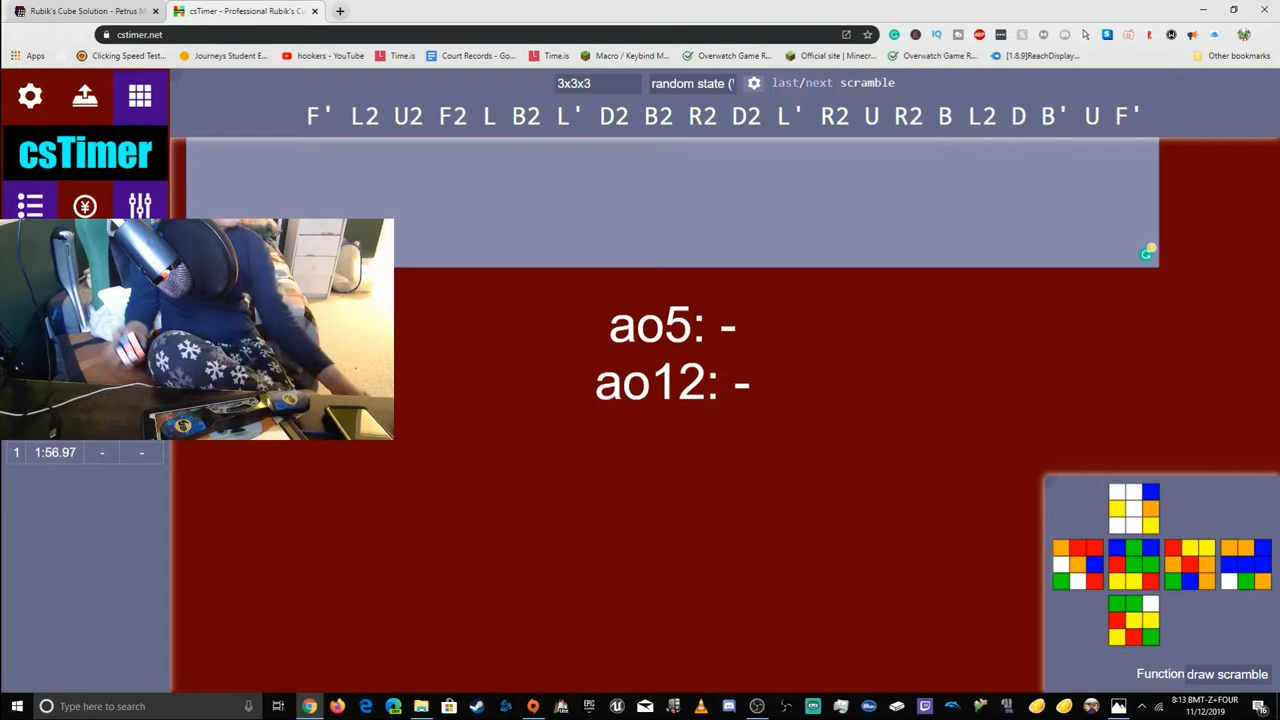 Rubik's Cube Solution - Petrus M
csTimer - Professional Rubik's Cu
cstimer.net
Apps
Clicking Speed Test...
Journeys Student E...
hookers - YouTube
Time.is
Court Records - Go...
Time.is
Macro / Keybind M...
Overwatch Game R...
Official site | Minecr...
Overwatch Game R...
[1.8.9]ReachDisplay...
Other bookmarks
3x3x3
random state (
last/next scramble
F' L2 U2 F2 L B2 L' D2 B2 R2 D2 L' R2 U R2 B L2 D B' U F'
csTimer
ao5: -
ao12: -
1 1:56.97 - -
Function draw scramble
Type here to search
8:13 BMT-Z+FOUR
11/12/2019